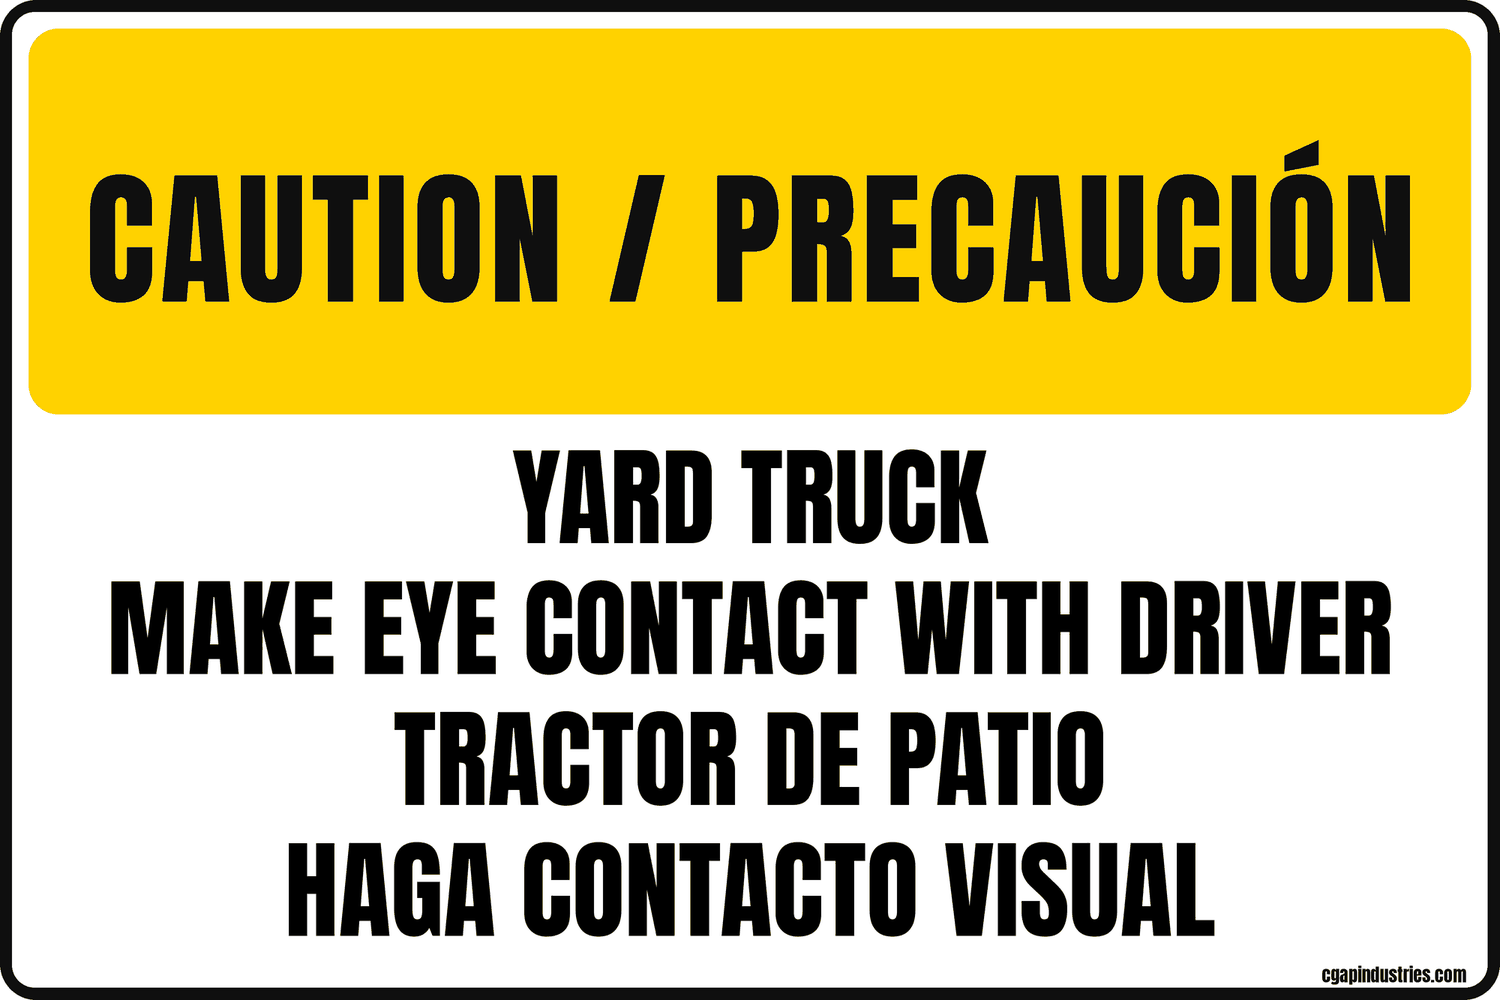 CAUTION / PRECAUCIÓN
YARD TRUCK
MAKE EYE CONTACT WITH DRIVER
TRACTOR DE PATIO
HAGA CONTACTO VISUAL
cgapindustries.com